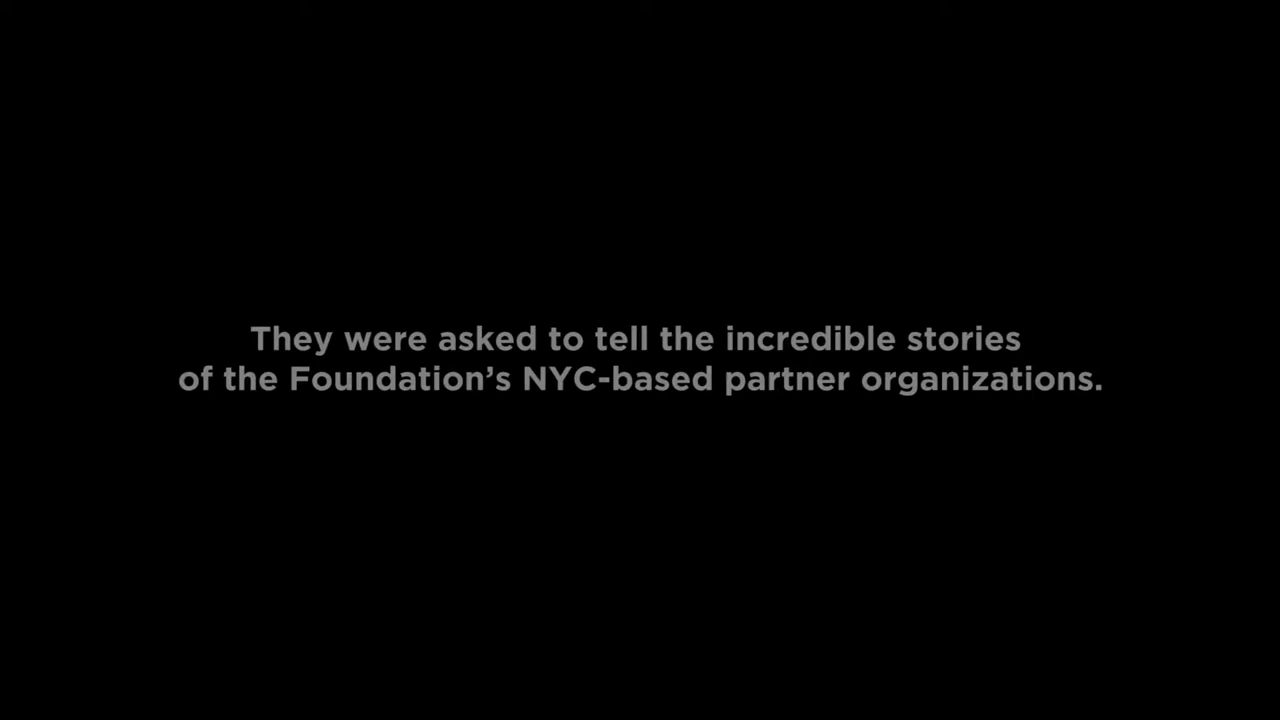 They were asked to tell the incredible stories
of the Foundation’s NYC-based partner organizations.